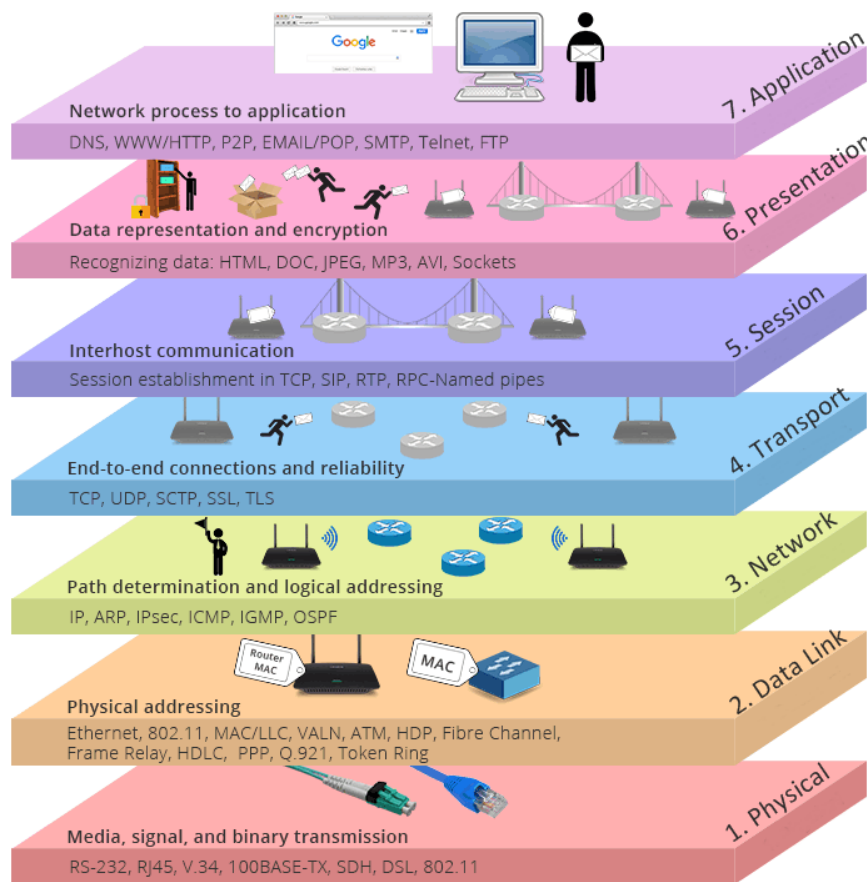 Google
7. Application
Network process to application
DNS, WWW/HTTP, P2P, EMAIL/POP, SMTP, Telnet, FTP
6. Presentation
Data representation and encryption
Recognizing data: HTML, DOC, JPEG, MP3, AVI, Sockets
5. Session
Interhost communication
Session establishment in TCP, SIP, RTP, RPC-Named pipes
4. Transport
End-to-end connections and reliability
TCP, UDP, SCTP, SSL, TLS
3. Network
Path determination and logical addressing
IP, ARP, IPsec, ICMP, IGMP, OSPF
Router
MAC
MAC
2. Data Link
Physical addressing
Ethernet, 802.11, MAC/LLC, VALN, ATM, HDP, Fibre Channel,
Frame Relay, HDLC, PPP, Q.921, Token Ring
1. Physical
Media, signal, and binary transmission
RS-232, RJ45, V.34, 100BASE-TX, SDH, DSL, 802.11